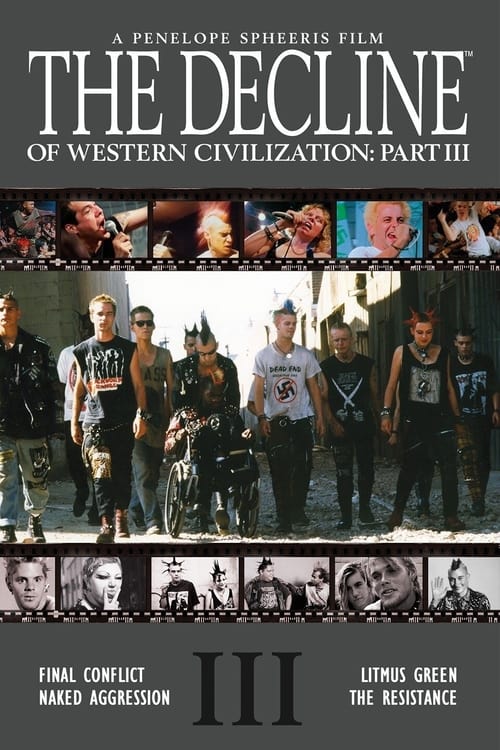 A PENELOPE SPHEERIS FILM
THE DECLINE™
OF WESTERN CIVILIZATION: PART III
DEAD END
FINAL CONFLICT
NAKED AGGRESSION
III
LITMUS GREEN
THE RESISTANCE